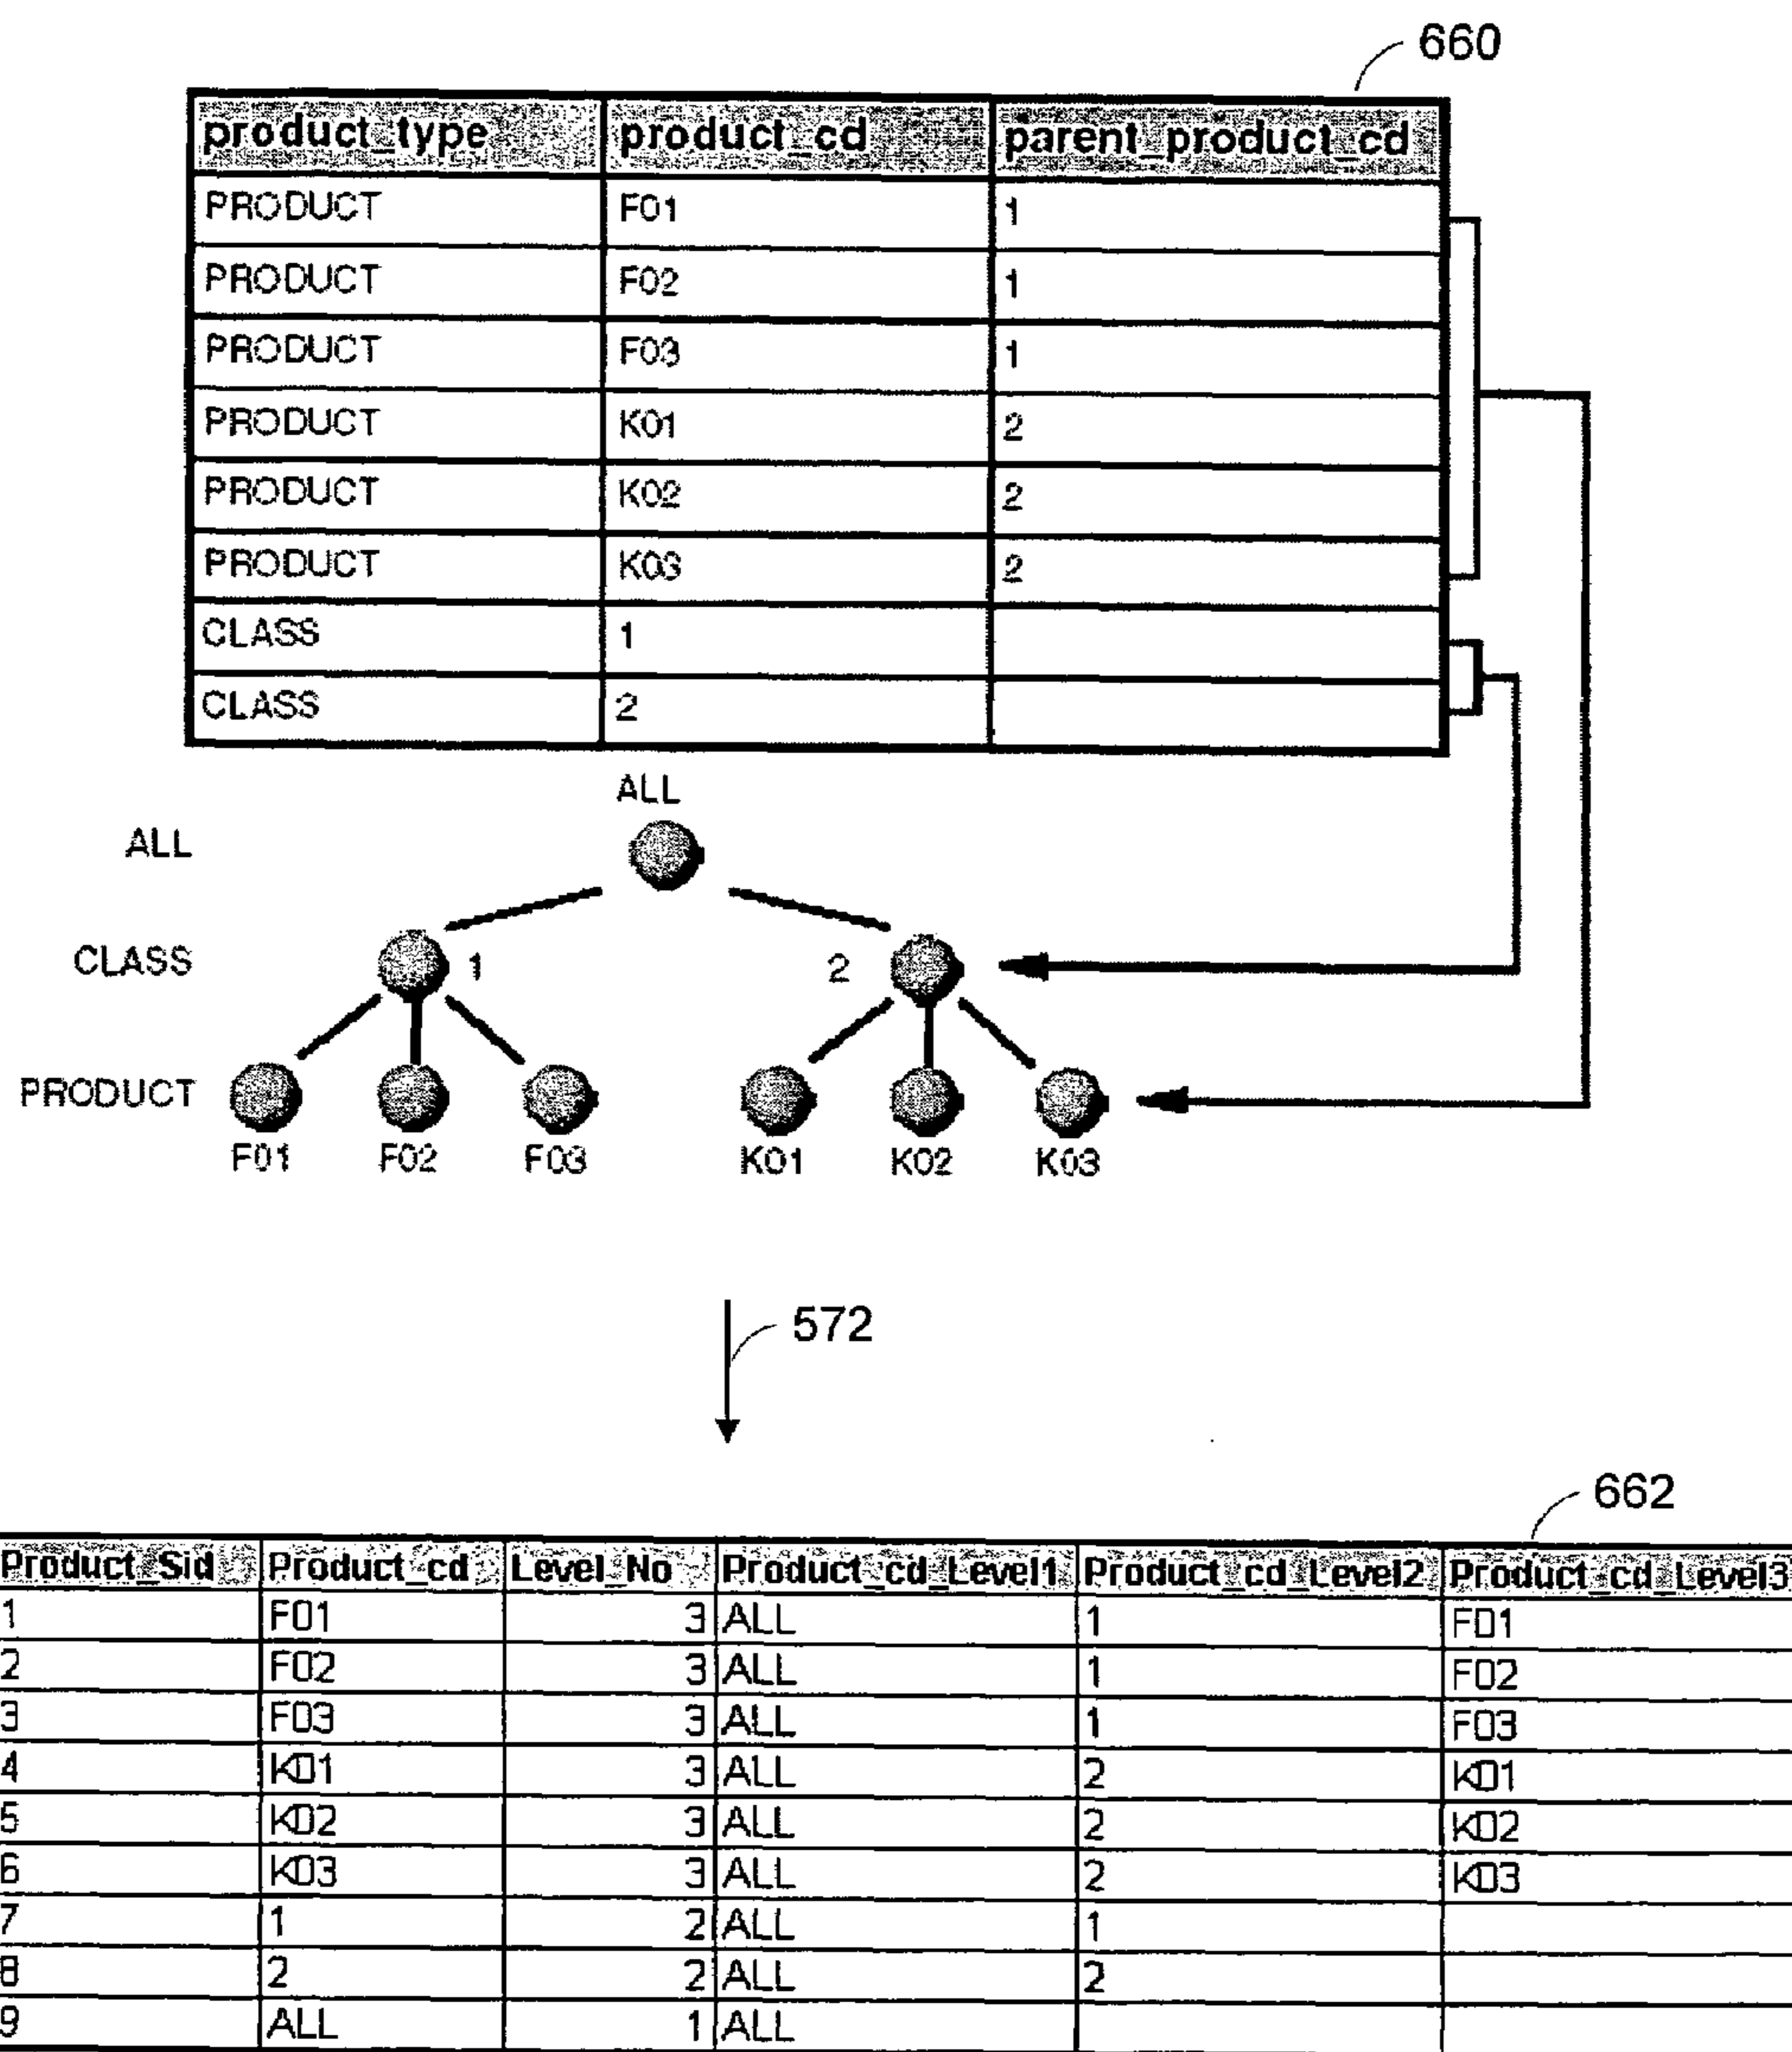 660
product_type product_cd parent_product_cd
PRODUCT F01 1
PRODUCT F02 1
PRODUCT F03 1
PRODUCT K01 2
PRODUCT K02 2
PRODUCT K03 2
CLASS 1
CLASS 2
ALL
ALL
CLASS 1 2
PRODUCT
F01 F02 F03 K01 K02 K03
572
662
Product_Sid Product_cd Level_No Product_cd_Level1 Product_cd_Level2 Product_cd_Level3
1 F01 3 ALL 1 F01
2 F02 3 ALL 1 F02
3 F03 3 ALL 1 F03
4 K01 3 ALL 2 K01
5 K02 3 ALL 2 K02
6 K03 3 ALL 2 K03
7 1 2 ALL 1
8 2 2 ALL 2
9 ALL 1 ALL